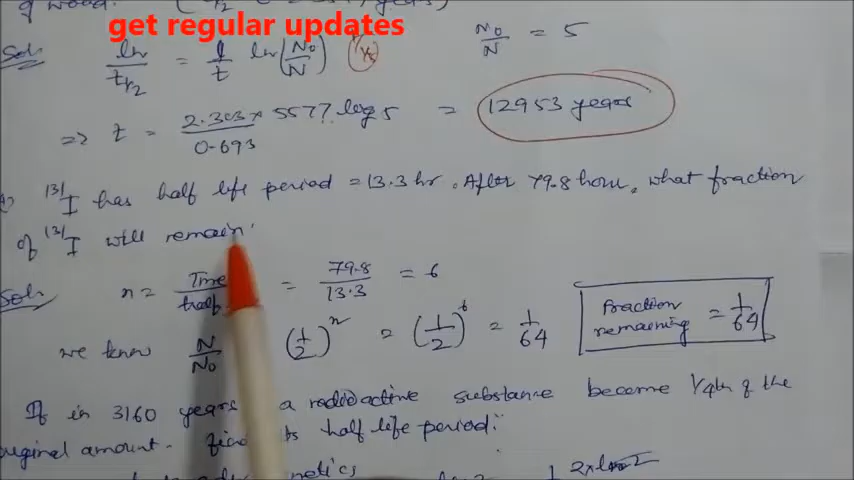 of wood.
get regular updates
Sol:
ln/t1/2 = 1/t ln(N0/N) N0/N = 5
=> t = 2.303 x 5577 . log 5 / 0.693 = 12953 years
131I has half life period = 13.3 hr. After 79.8 hour, what fraction
of 131I will remain.
Sol: n = Time/half = 79.8/13.3 = 6
we know N/N0 (1/2)^n = (1/2)^6 = 1/64
Fraction
remaining = 1/64
If in 3160 years a radioactive substance become 1/4th of the
original amount. find its half life period.